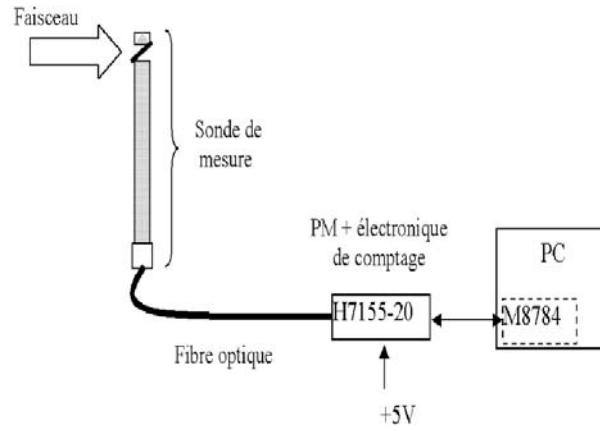 Faisceau
Sonde de
mesure
PM + électronique
de comptage
PC
H7155-20
M8784
Fibre optique
+5V